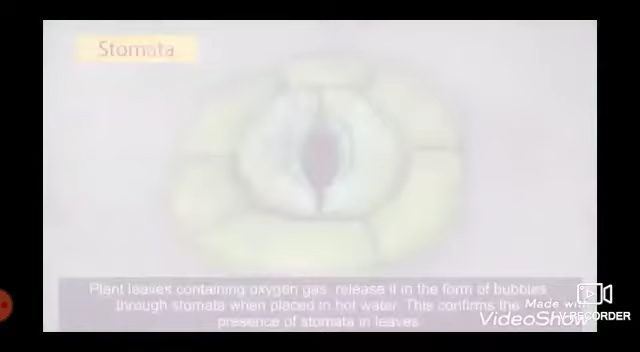 Stomata
Plant leaves containing oxygen gas, release it in the form of bubbles
through stomata when placed in hot water. This confirms the
presence of stomata in leaves
Made with
VideoShow
V RECORDER